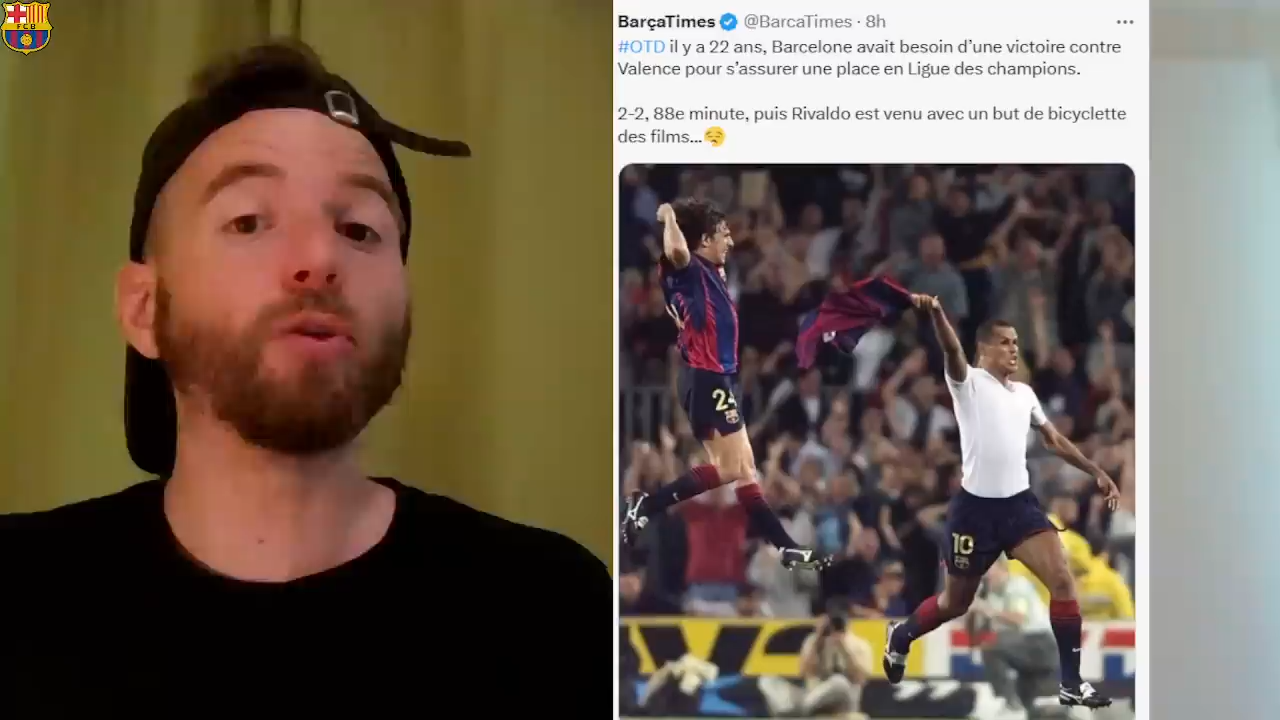 FCB
BarçaTimes @BarcaTimes · 8h
#OTD il y a 22 ans, Barcelone avait besoin d'une victoire contre
Valence pour s'assurer une place en Ligue des champions.
2-2, 88e minute, puis Rivaldo est venu avec un but de bicyclette
des films...
24
10